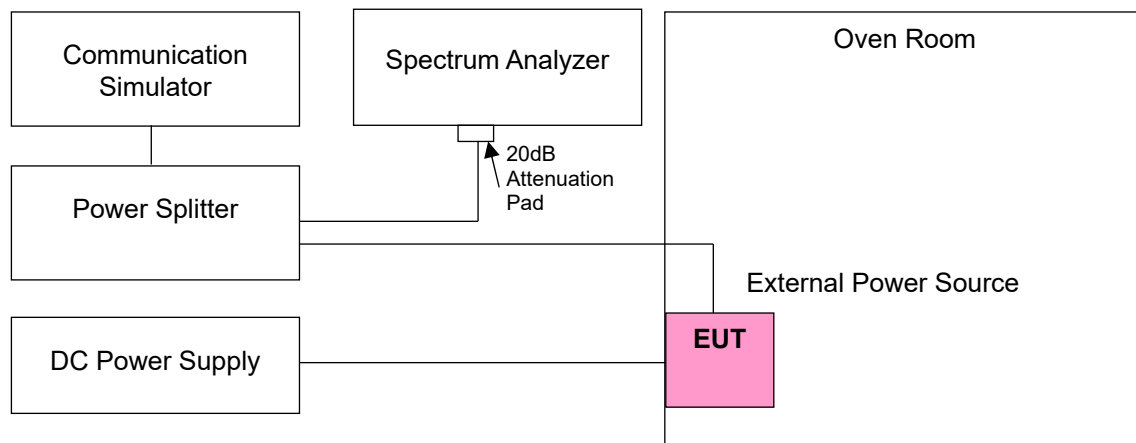 Communication
Simulator
Spectrum Analyzer
Oven Room
20dB
Attenuation
Pad
Power Splitter
External Power Source
EUT
DC Power Supply